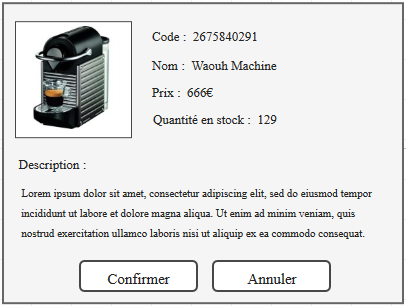 Code : 2675840291
Nom : Waouh Machine
Prix : 666€
Quantité en stock : 129
Description :
Lorem ipsum dolor sit amet, consectetur adipiscing elit, sed do eiusmod tempor
incididunt ut labore et dolore magna aliqua. Ut enim ad minim veniam, quis
nostrud exercitation ullamco laboris nisi ut aliquip ex ea commodo consequat.
Confirmer
Annuler